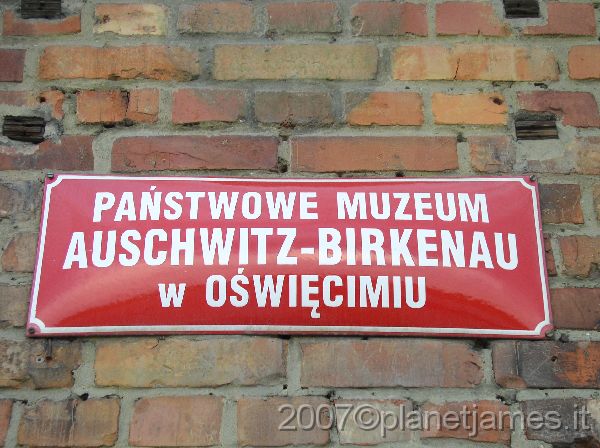 PAŃSTWOWE MUZEUM
AUSCHWITZ-BIRKENAU
w OŚWIĘCIMIU
2007©planetjames.it